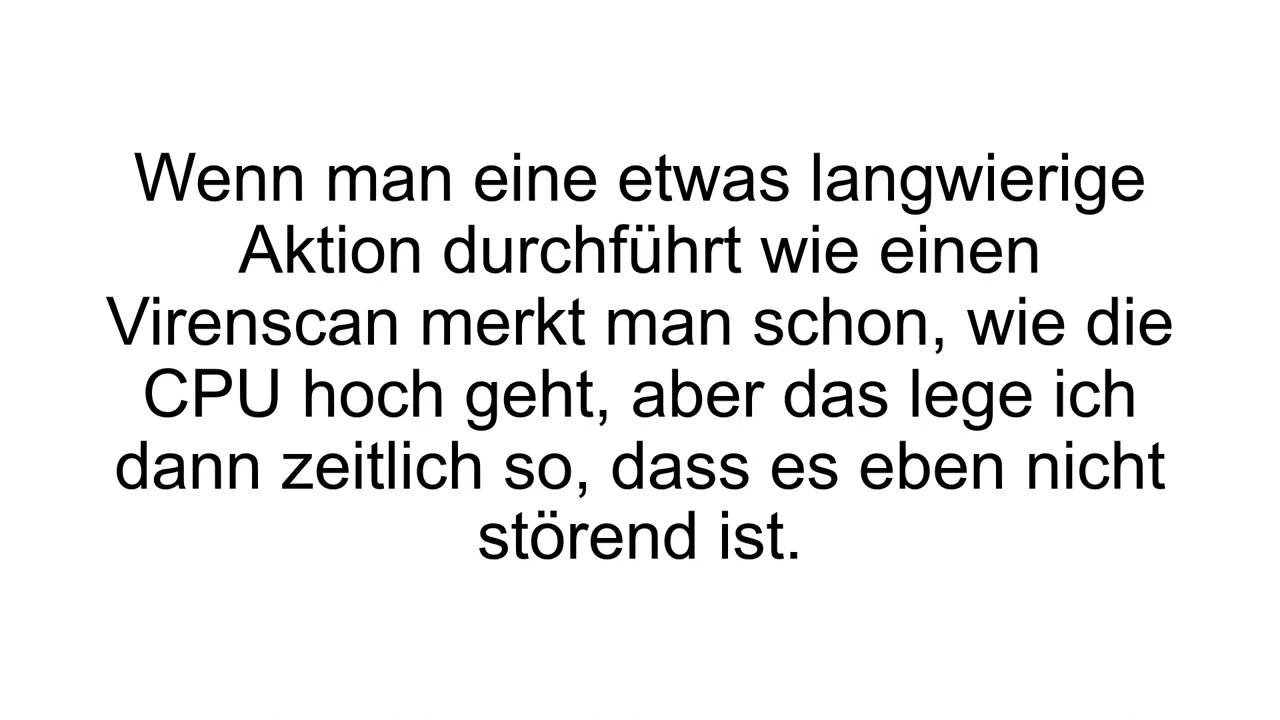 Wenn man eine etwas langwierige
Aktion durchführt wie einen
Virenscan merkt man schon, wie die
CPU hoch geht, aber das lege ich
dann zeitlich so, dass es eben nicht
störend ist.